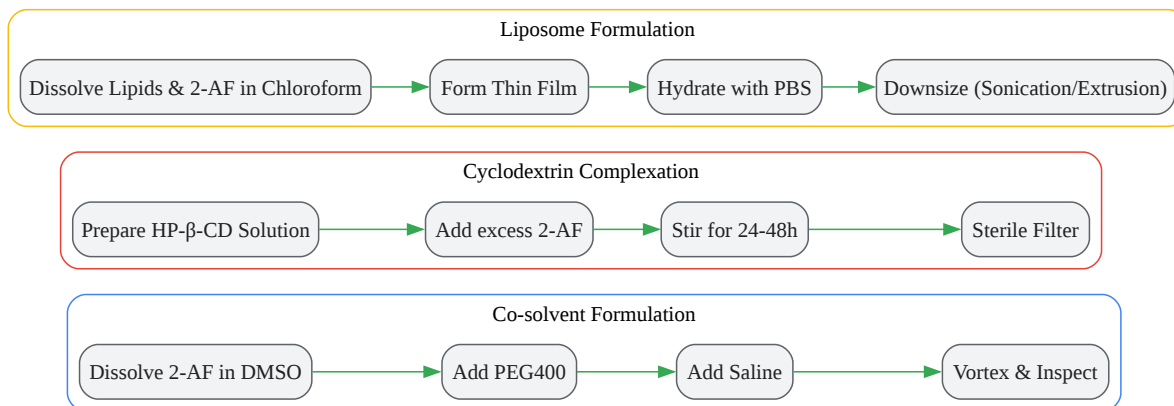 Liposome Formulation
Dissolve Lipids & 2-AF in Chloroform
Form Thin Film
Hydrate with PBS
Downsize (Sonication/Extrusion)
Cyclodextrin Complexation
Prepare HP-β-CD Solution
Add excess 2-AF
Stir for 24-48h
Sterile Filter
Co-solvent Formulation
Dissolve 2-AF in DMSO
Add PEG400
Add Saline
Vortex & Inspect